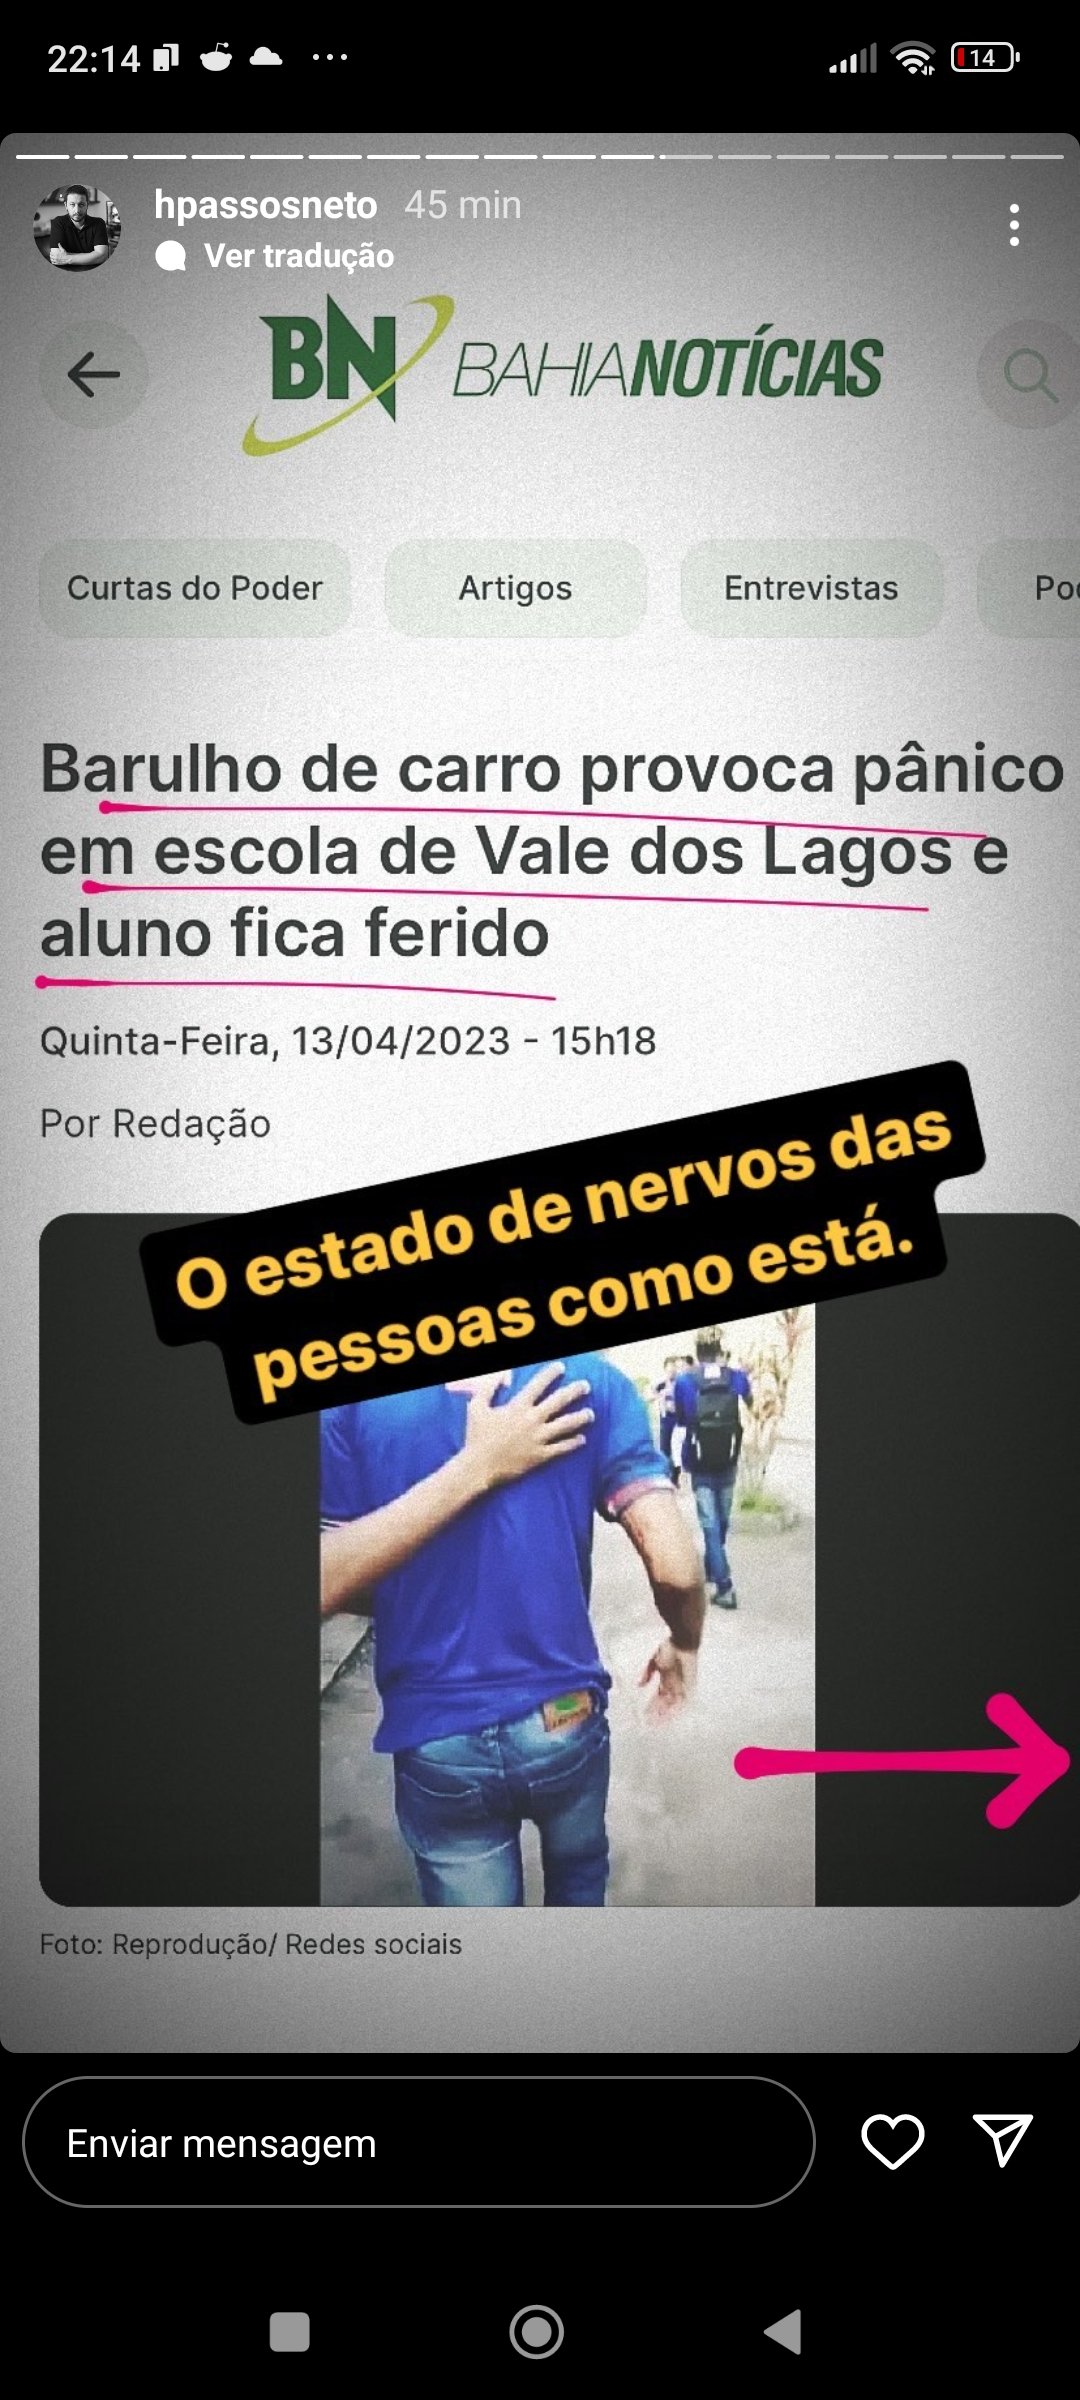 22:14
14
hpassosneto 45 min
Ver tradução
BN BAHIANOTÍCIAS
Curtas do Poder
Artigos
Entrevistas
Barulho de carro provoca pânico
em escola de Vale dos Lagos e
aluno fica ferido
Quinta-Feira, 13/04/2023 - 15h18
Por Redação
O estado de nervos das
pessoas como está.
Foto: Reprodução/ Redes sociais
Enviar mensagem